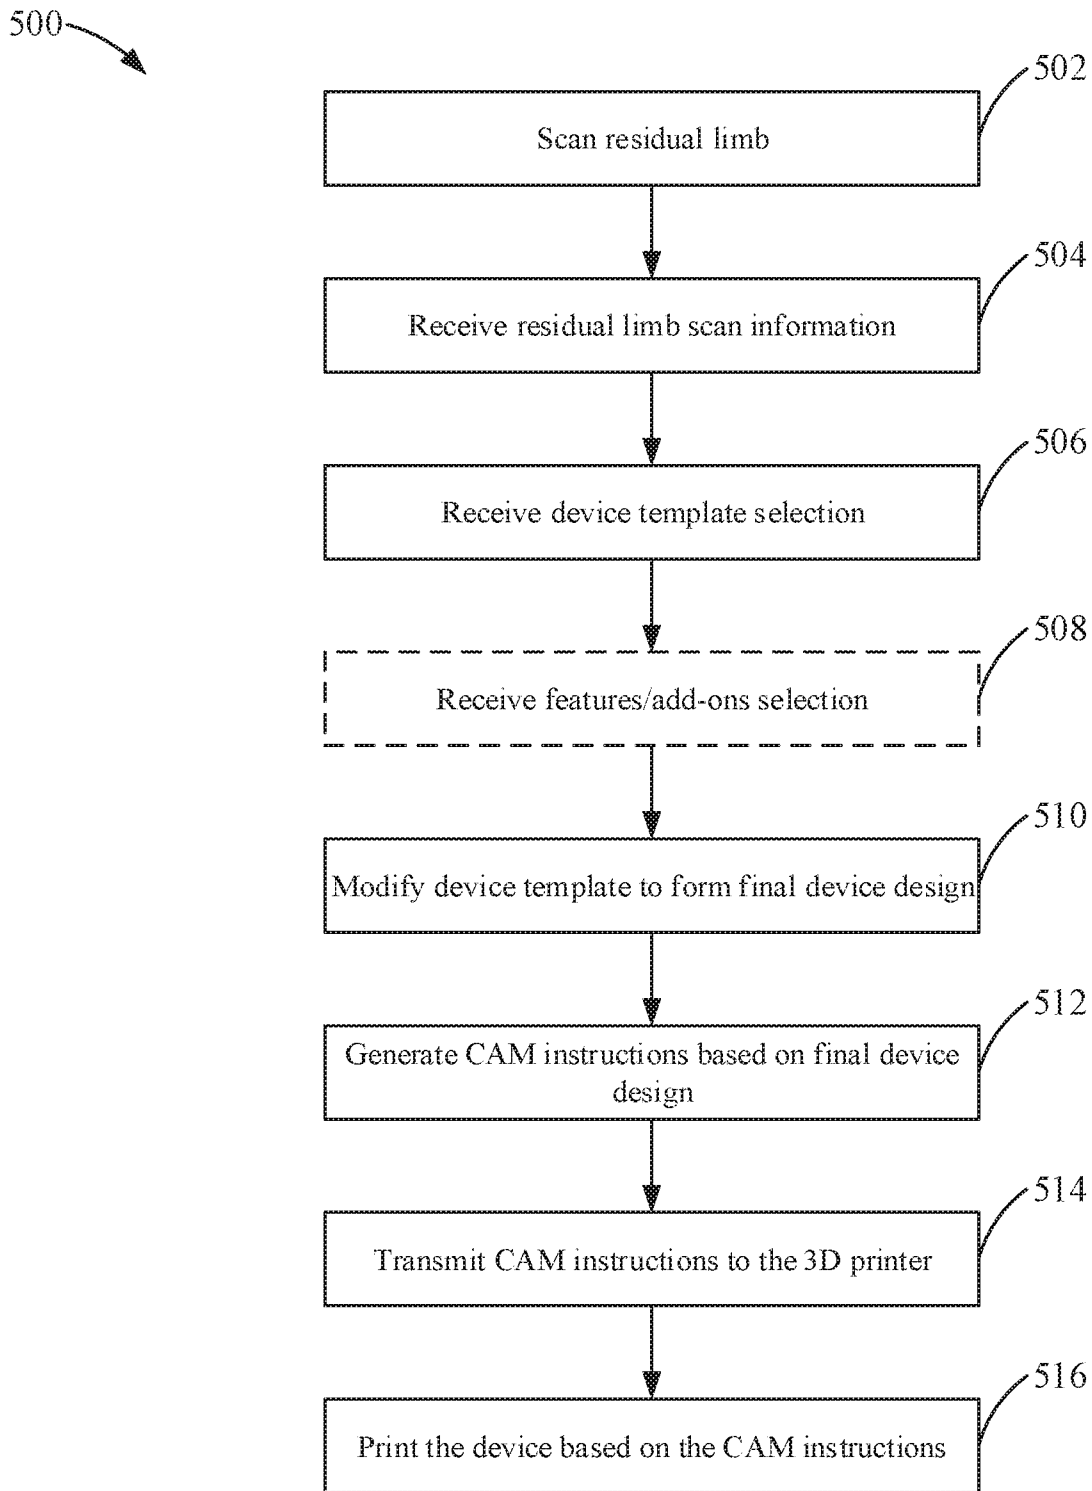 500
502
Scan residual limb
504
Receive residual limb scan information
506
Receive device template selection
508
Receive features/add-ons selection
510
Modify device template to form final device design
512
Generate CAM instructions based on final device
design
514
Transmit CAM instructions to the 3D printer
516
Print the device based on the CAM instructions